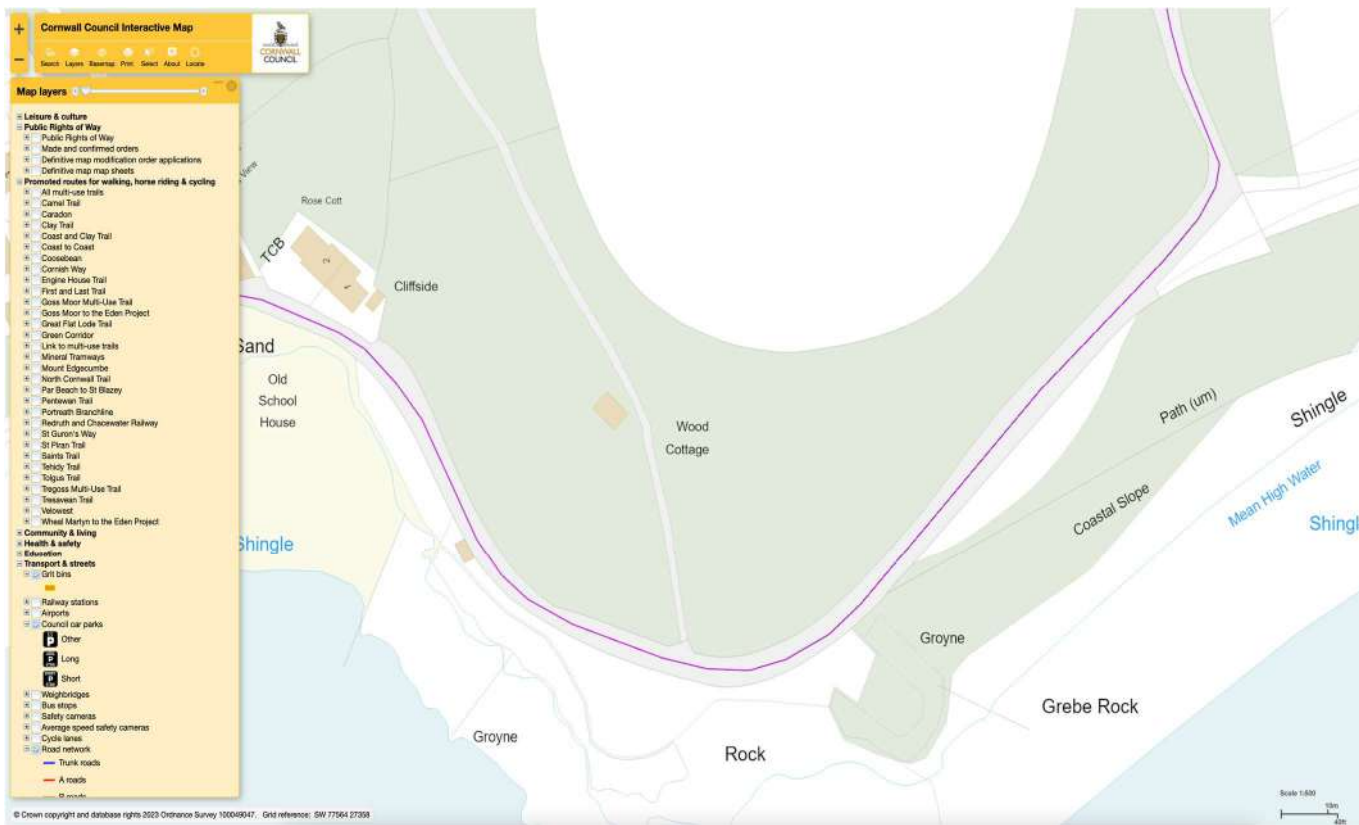 +
Cornwall Council Interactive Map
CORNWALL
COUNCIL
−
Search Layers Basemap Print Select About Locate
Map layers
Leisure & culture
Public Rights of Way
Public Rights of Way
Made and confirmed orders
Definitive map modification order applications
Definitive map map sheets
Promoted routes for walking, horse riding & cycling
All multi-use trails
Camel Trail
Caradon
Clay Trail
Coast and Clay Trail
Coast to Coast
Coosebean
Cornish Way
Engine House Trail
First and Last Trail
Goss Moor Multi-Use Trail
Goss Moor to the Eden Project
Great Flat Lode Trail
Green Corridor
Link to multi-use trails
Mineral Tramways
Mount Edgecumbe
North Cornwall Trail
Par Beach to St Blazey
Pentewan Trail
Portreath Branchline
Redruth and Chacewater Railway
St Guron's Way
St Piran Trail
Saints Trail
Tehidy Trail
Tolgus Trail
Tregoss Multi-Use Trail
Tresavean Trail
Velowest
Wheal Martyn to the Eden Project
Community & living
Health & safety
Education
Transport & streets
Grit bins
Railway stations
Airports
Council car parks
P Other
P Long
P Short
Weighbridges
Bus stops
Safety cameras
Average speed safety cameras
Cycle lanes
Road network
Trunk roads
A roads
B roads
View
Rose Cott
TCB
2
1
Cliffside
Sand
Old
School
House
Wood
Cottage
Shingle
Path (um)
Shingle
Coastal Slope
Mean High Water
Shingl
Groyne
Grebe Rock
Groyne
Rock
Scale 1:500
10m
40ft
© Crown copyright and database rights 2023 Ordnance Survey 100049047. Grid reference: SW 77564 27358